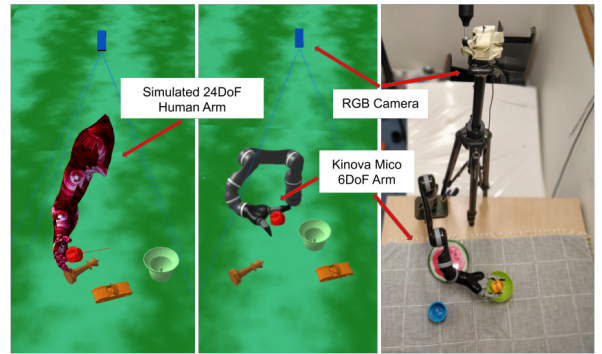 Simulated 24DoF
Human Arm
RGB Camera
Kinova Mico
6DoF Arm